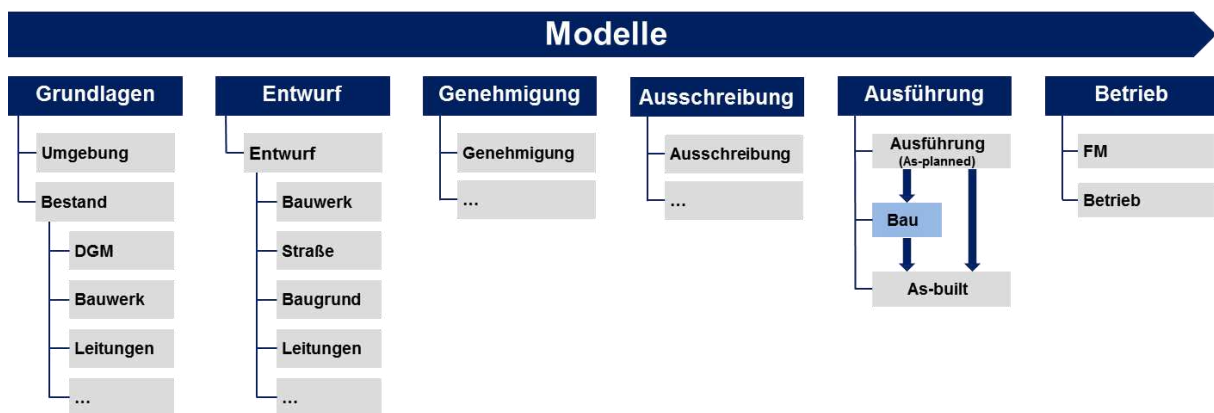 Modelle
Grundlagen
Umgebung
Bestand
DGM
Bauwerk
Leitungen
...
Entwurf
Entwurf
Bauwerk
Straße
Baugrund
Leitungen
...
Genehmigung
Genehmigung
...
Ausschreibung
Ausschreibung
...
Ausführung
Ausführung
(As-planned)
Bau
As-built
Betrieb
FM
Betrieb